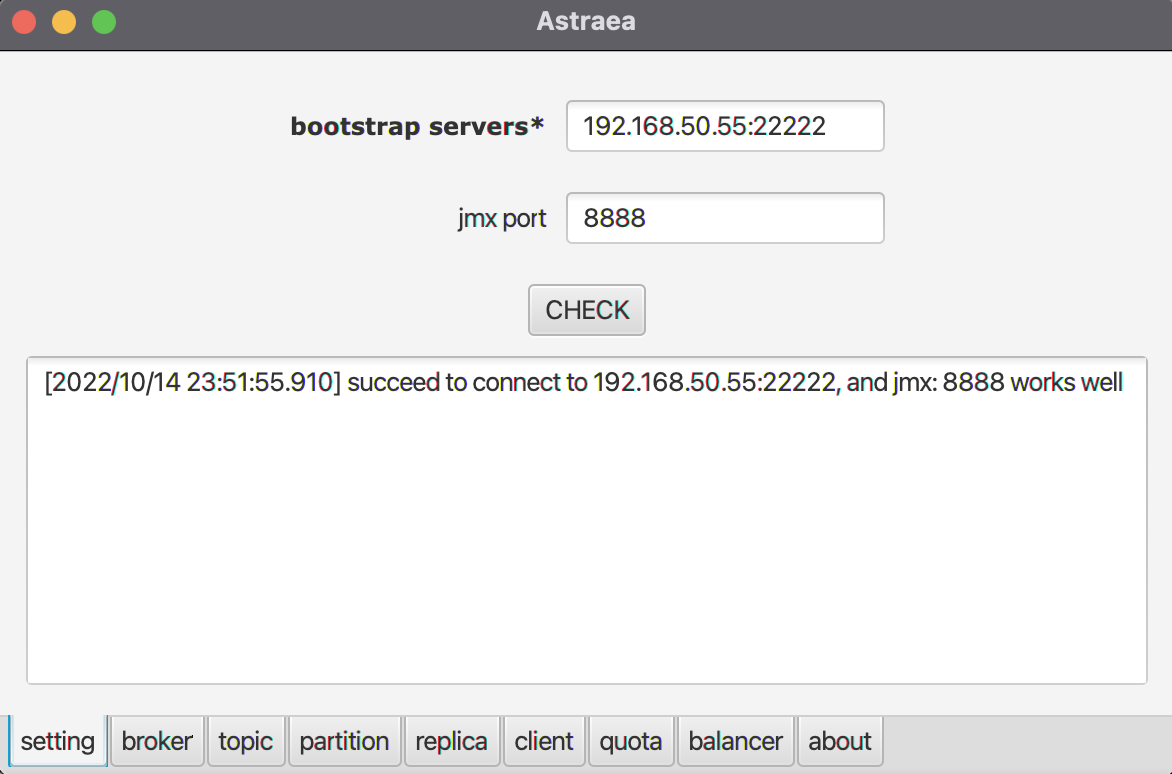 Astraea
bootstrap servers* 192.168.50.55:22222
jmx port 8888
CHECK
[2022/10/14 23:51:55.910] succeed to connect to 192.168.50.55:22222, and jmx: 8888 works well
setting broker topic partition replica client quota balancer about